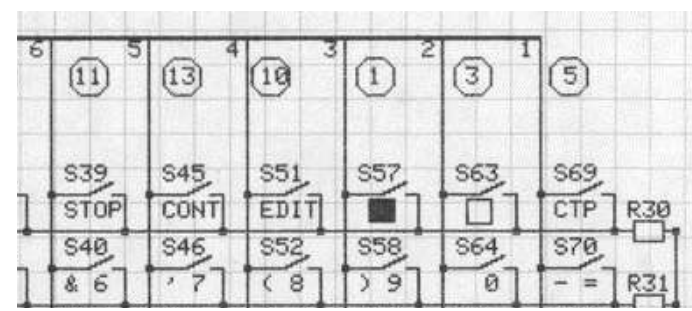 6 5 4 3 2 1
11 13 10 1 3 5
S39 S45 S51 S57 S63 S69
STOP CONT EDIT СТР R30
S40 S46 S52 S58 S64 S70
& 6 ' 7 ( 8 ) 9 0 - = R31